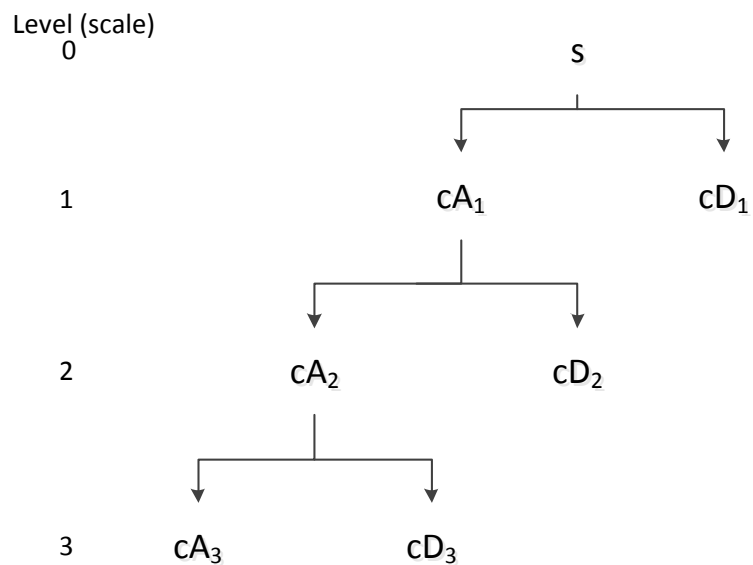 Level (scale)
0 s
1 cA₁ cD₁
2 cA₂ cD₂
3 cA₃ cD₃